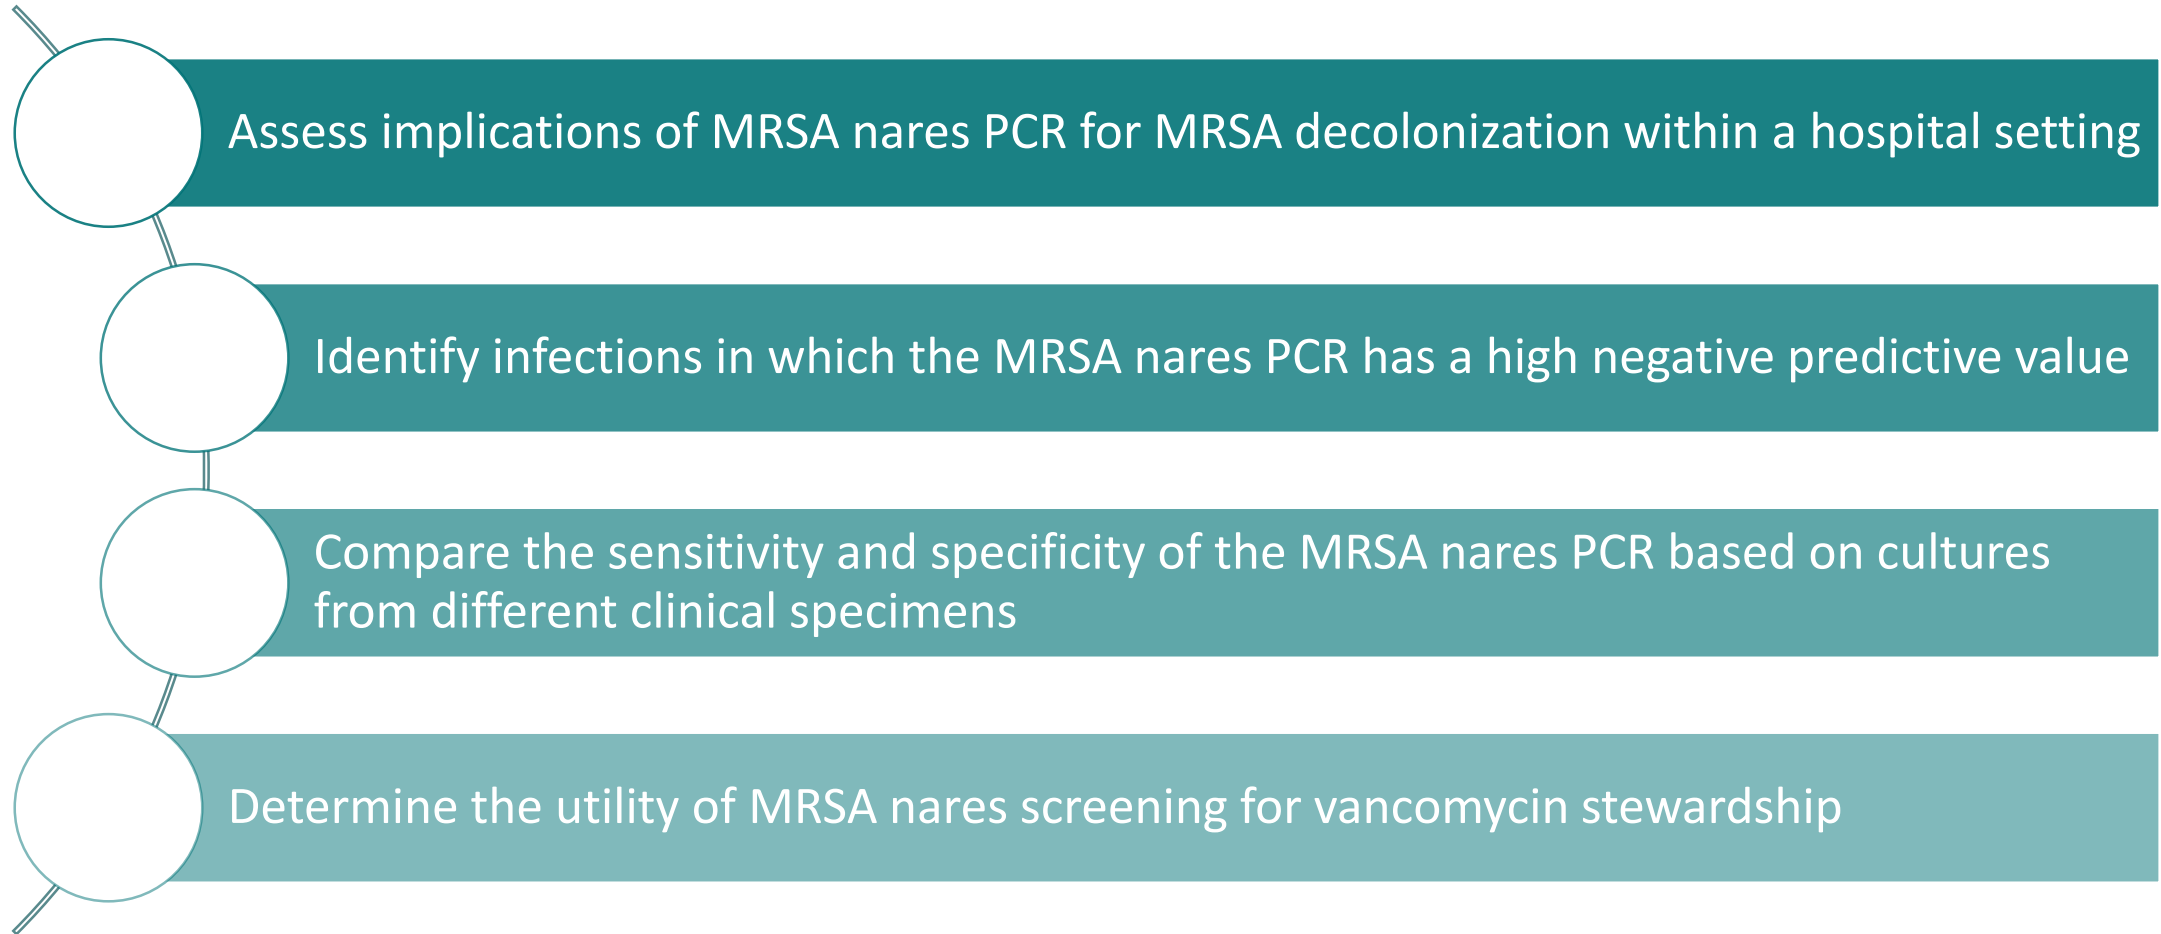 Assess implications of MRSA nares PCR for MRSA decolonization within a hospital setting
Identify infections in which the MRSA nares PCR has a high negative predictive value
Compare the sensitivity and specificity of the MRSA nares PCR based on cultures
from different clinical specimens
Determine the utility of MRSA nares screening for vancomycin stewardship